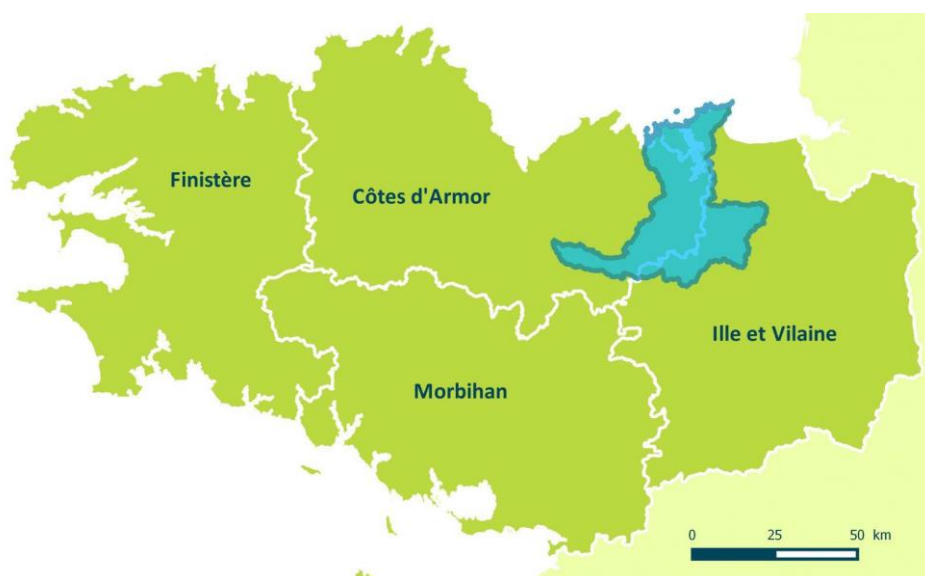 Finistère
Côtes d'Armor
Ille et Vilaine
Morbihan
0 25 50 km